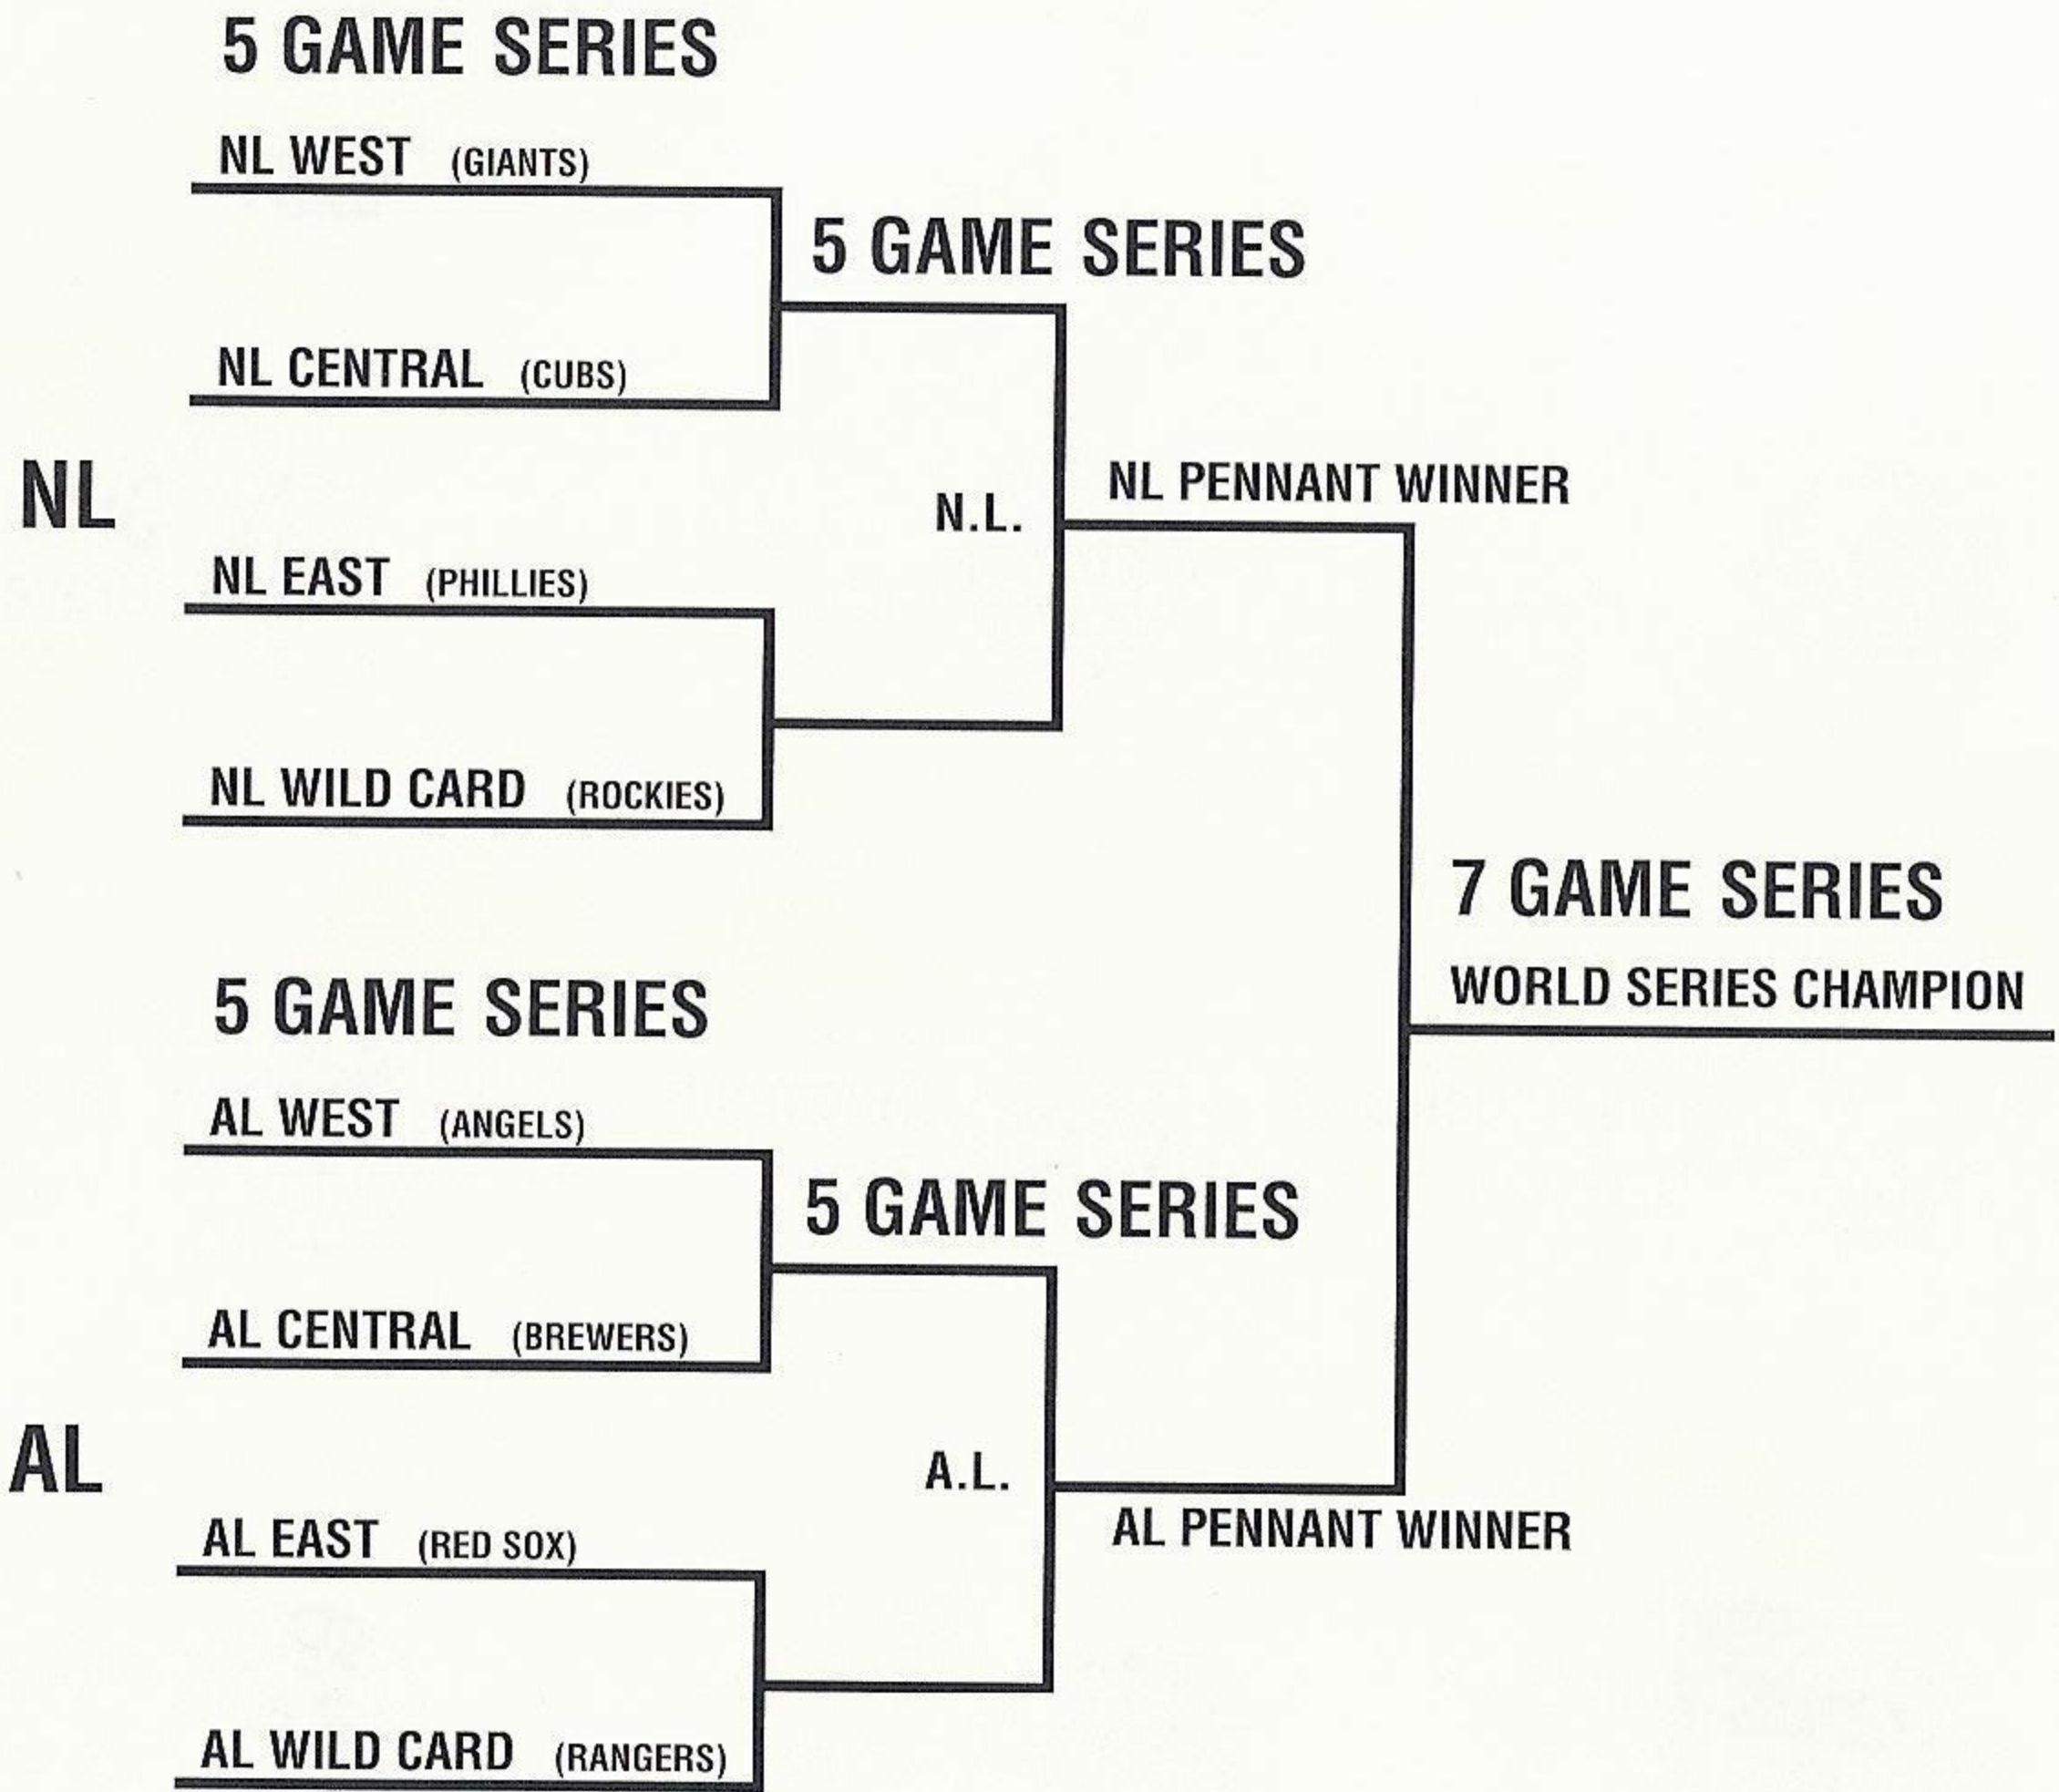 5 GAME SERIES
NL WEST (GIANTS)
5 GAME SERIES
NL CENTRAL (CUBS)
NL
NL PENNANT WINNER
N.L.
NL EAST (PHILLIES)
NL WILD CARD (ROCKIES)
7 GAME SERIES
WORLD SERIES CHAMPION
5 GAME SERIES
AL WEST (ANGELS)
5 GAME SERIES
AL CENTRAL (BREWERS)
AL
A.L.
AL PENNANT WINNER
AL EAST (RED SOX)
AL WILD CARD (RANGERS)